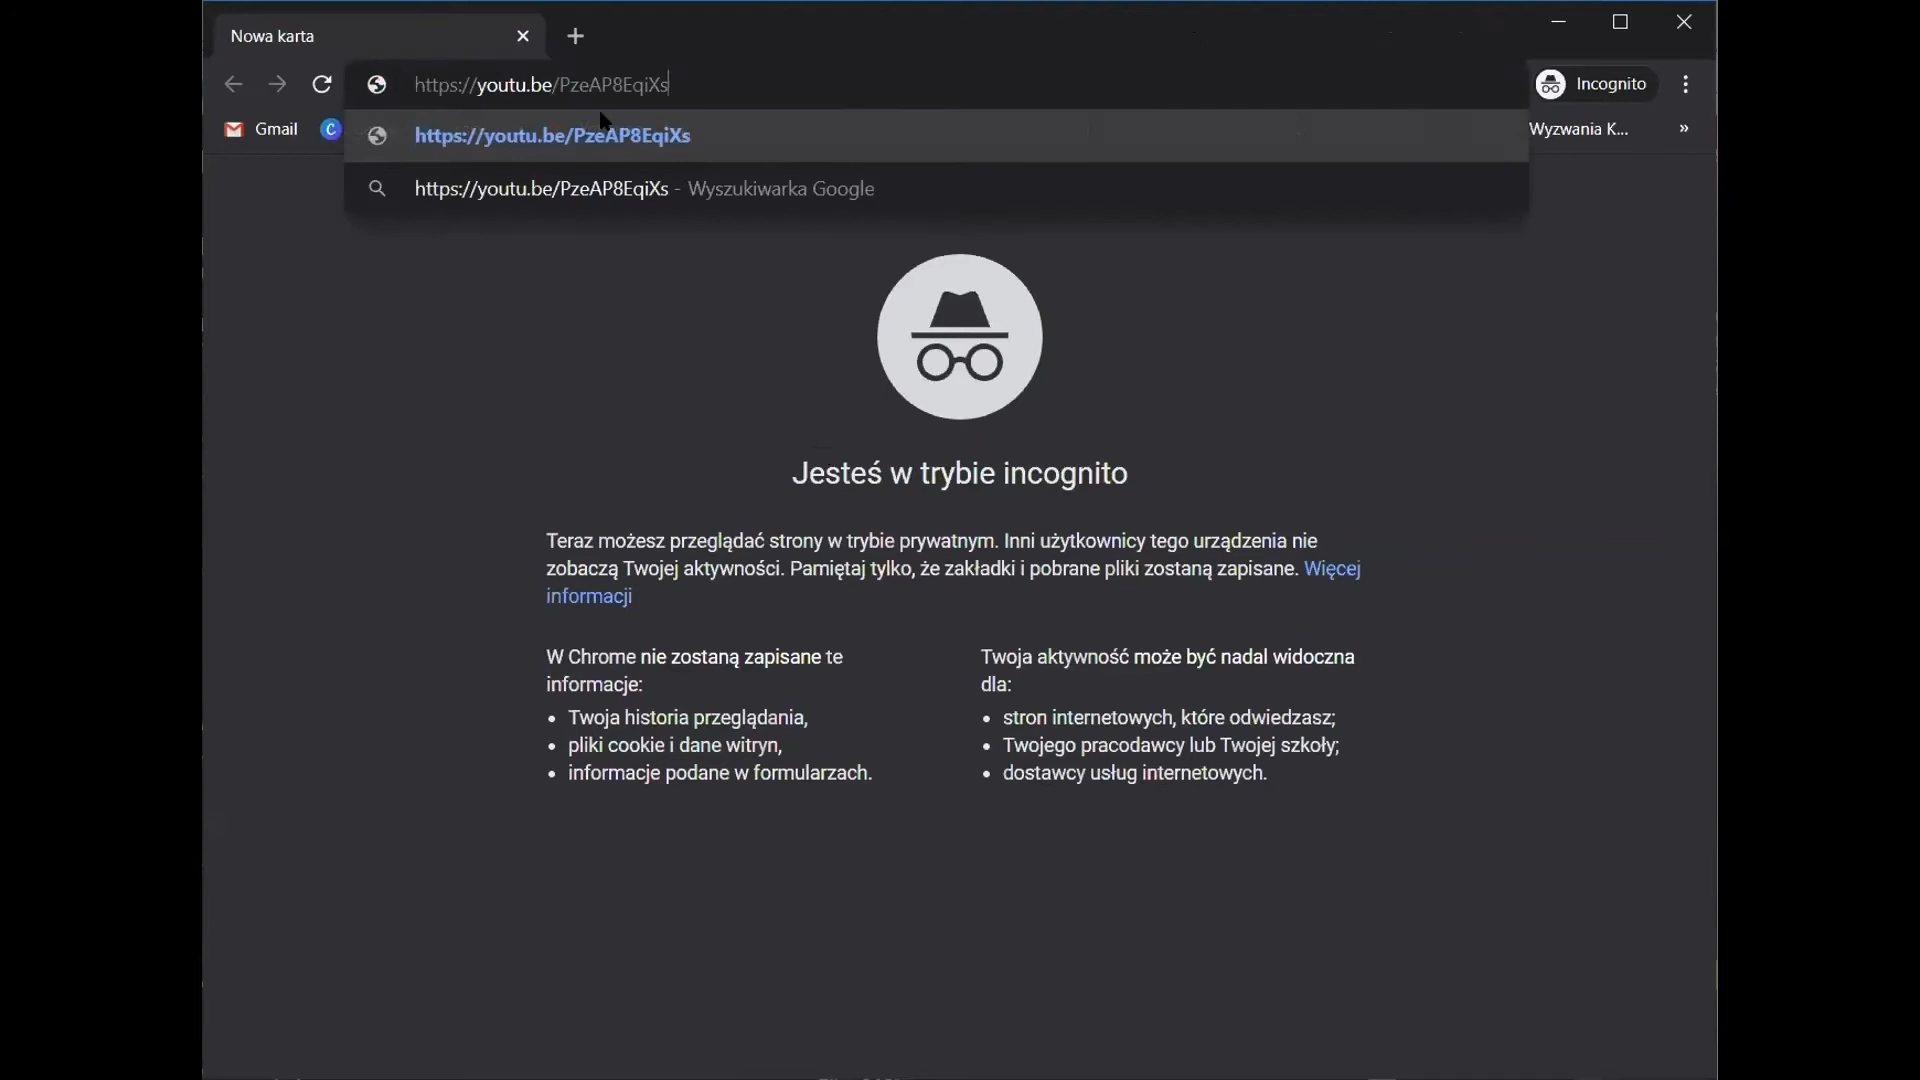 Nowa karta
https://youtu.be/PzeAP8EqiXs
Incognito
Gmail
C
https://youtu.be/PzeAP8EqiXs
Wyzwania K...
»
https://youtu.be/PzeAP8EqiXs - Wyszukiwarka Google
Jesteś w trybie incognito
Teraz możesz przeglądać strony w trybie prywatnym. Inni użytkownicy tego urządzenia nie
zobaczą Twojej aktywności. Pamiętaj tylko, że zakładki i pobrane pliki zostaną zapisane. Więcej
informacji
W Chrome nie zostaną zapisane te
informacje:
• Twoja historia przeglądania,
• pliki cookie i dane witryn,
• informacje podane w formularzach.
Twoja aktywność może być nadal widoczna
dla:
• stron internetowych, które odwiedzasz;
• Twojego pracodawcy lub Twojej szkoły;
• dostawcy usług internetowych.